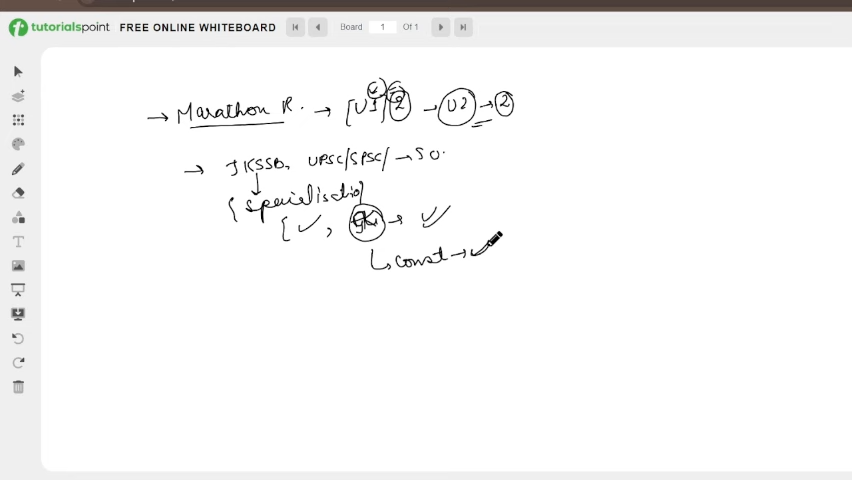 tutorialspoint FREE ONLINE WHITEBOARD Board 1 Of 1
→ Marathon R. → [U1] 2 → U2 → 2
→ JKSSB, UPSC/SPSC/ → SO.
{ specialisation
{ ✓, GK → ✓
↳ const → ✓